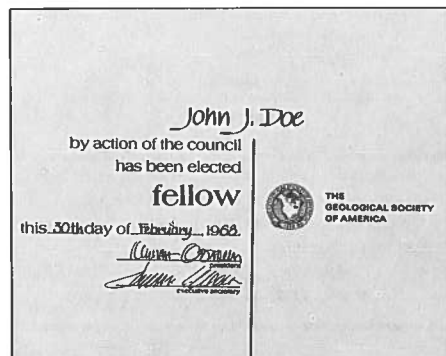 John J. Doe
by action of the council
has been elected
fellow
this 30th day of February 1968
president
executive secretary
THE
GEOLOGICAL SOCIETY
OF AMERICA